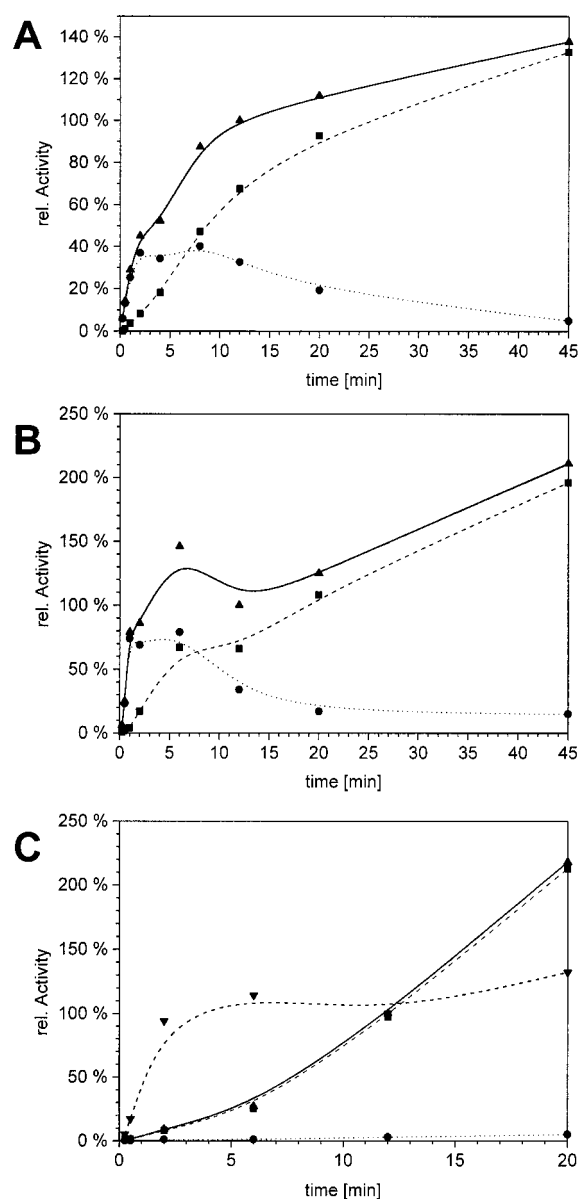 A
140 %
120 %
100 %
80 %
60 %
40 %
20 %
0 %
rel. Activity
0 5 10 15 20 25 30 35 40 45
time [min]
B
250 %
200 %
150 %
100 %
50 %
0 %
rel. Activity
0 5 10 15 20 25 30 35 40 45
time [min]
C
250 %
200 %
150 %
100 %
50 %
0 %
rel. Activity
0 5 10 15 20
time [min]